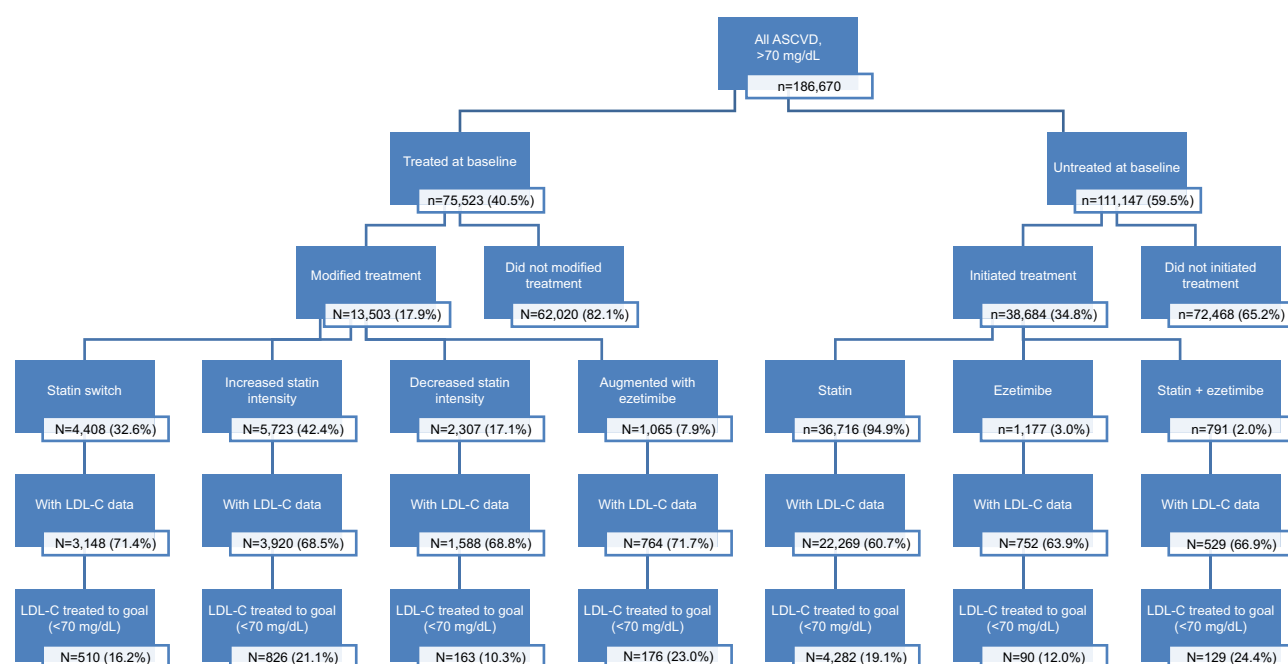 All ASCVD,
>70 mg/dL
n=186,670
Treated at baseline
n=75,523 (40.5%)
Untreated at baseline
n=111,147 (59.5%)
Modified treatment
N=13,503 (17.9%)
Did not modified
treatment
N=62,020 (82.1%)
Initiated treatment
n=38,684 (34.8%)
Did not initiated
treatment
n=72,468 (65.2%)
Statin switch
N=4,408 (32.6%)
Increased statin
intensity
N=5,723 (42.4%)
Decreased statin
intensity
N=2,307 (17.1%)
Augmented with
ezetimibe
N=1,065 (7.9%)
Statin
n=36,716 (94.9%)
Ezetimibe
n=1,177 (3.0%)
Statin + ezetimibe
n=791 (2.0%)
With LDL-C data
N=3,148 (71.4%)
With LDL-C data
N=3,920 (68.5%)
With LDL-C data
N=1,588 (68.8%)
With LDL-C data
N=764 (71.7%)
With LDL-C data
N=22,269 (60.7%)
With LDL-C data
N=752 (63.9%)
With LDL-C data
N=529 (66.9%)
LDL-C treated to goal
(<70 mg/dL)
N=510 (16.2%)
LDL-C treated to goal
(<70 mg/dL)
N=826 (21.1%)
LDL-C treated to goal
(<70 mg/dL)
N=163 (10.3%)
LDL-C treated to goal
(<70 mg/dL)
N=176 (23.0%)
LDL-C treated to goal
(<70 mg/dL)
N=4,282 (19.1%)
LDL-C treated to goal
(<70 mg/dL)
N=90 (12.0%)
LDL-C treated to goal
(<70 mg/dL)
N=129 (24.4%)